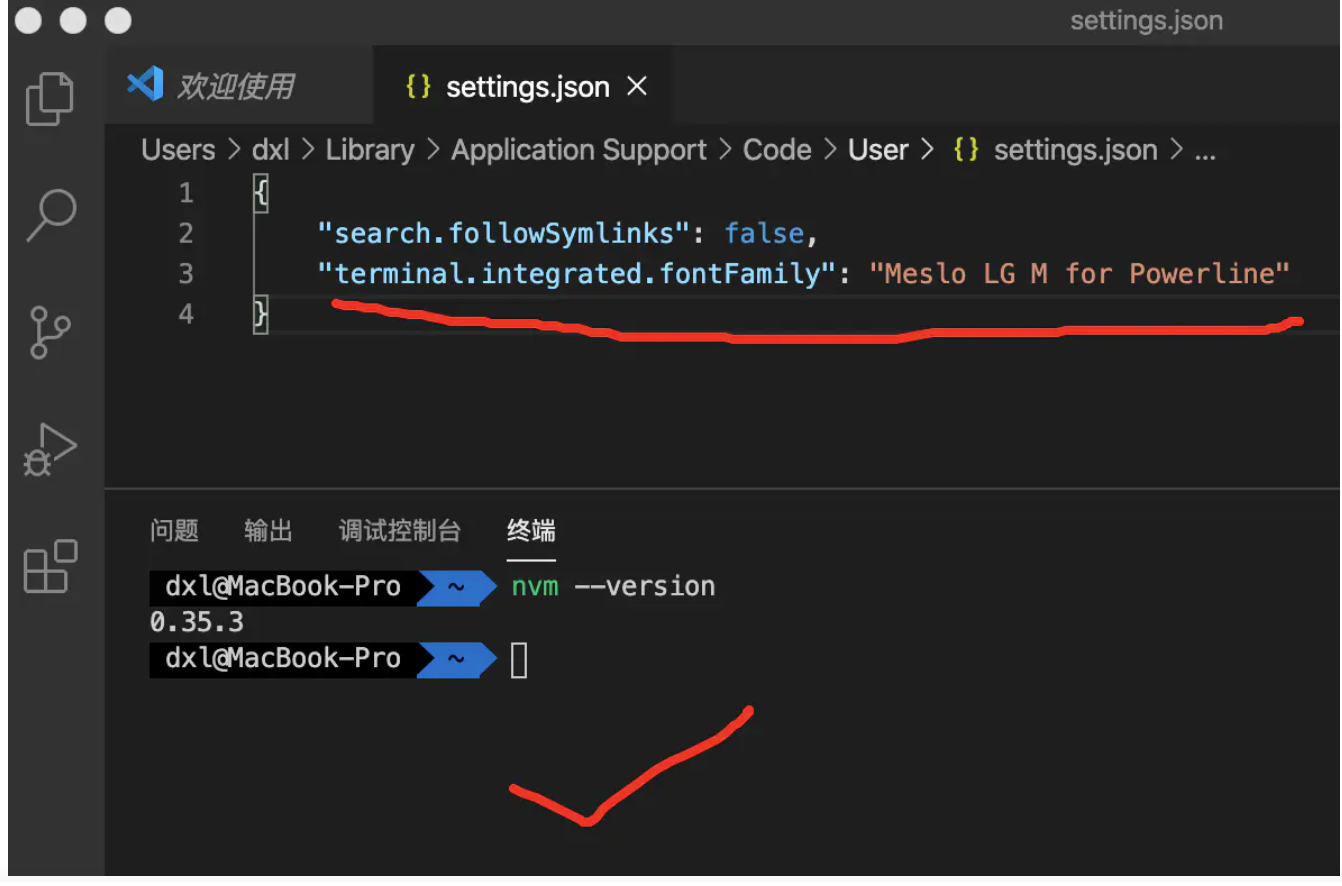 settings.json
欢迎使用 {} settings.json
Users > dxl > Library > Application Support > Code > User > {} settings.json > ...
1 {
2 "search.followSymlinks": false,
3 "terminal.integrated.fontFamily": "Meslo LG M for Powerline"
4 }
问题 输出 调试控制台 终端
dxl@MacBook-Pro ~ nvm --version
0.35.3
dxl@MacBook-Pro ~